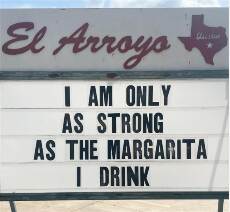 El Arroyo
I AM ONLY
AS STRONG
AS THE MARGARITA
I DRINK